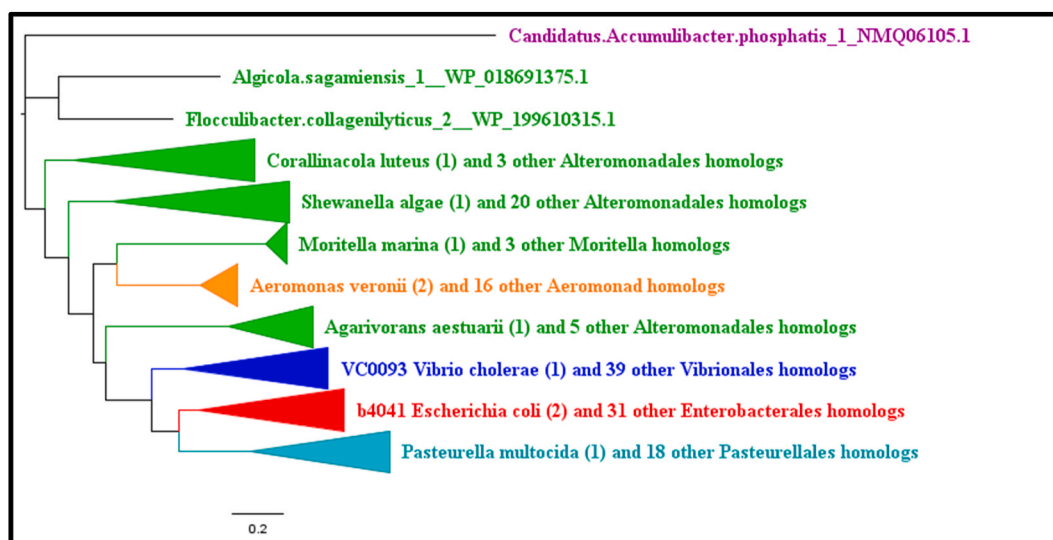 Candidatus.Accumulibacter.phosphatis_1_NMQ06105.1
Algicola.sagamiensis_1__WP_018691375.1
Flocculibacter.collagenilyticus_2__WP_199610315.1
Corallinacola luteus (1) and 3 other Alteromonadales homologs
Shewanella algae (1) and 20 other Alteromonadales homologs
Moritella marina (1) and 3 other Moritella homologs
Aeromonas veronii (2) and 16 other Aeromonad homologs
Agarivorans aestuarii (1) and 5 other Alteromonadales homologs
VC0093 Vibrio cholerae (1) and 39 other Vibrionales homologs
b4041 Escherichia coli (2) and 31 other Enterobacterales homologs
Pasteurella multocida (1) and 18 other Pasteurellales homologs
0.2